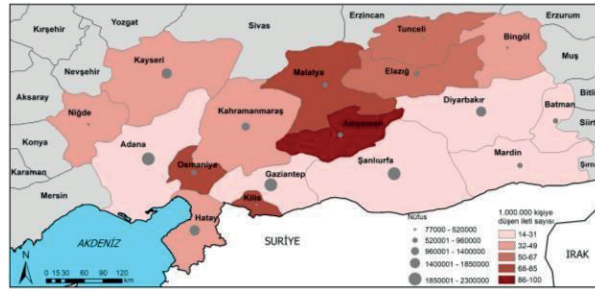 Kırşehir
Yozgat
Sivas
Erzincan
Erzurum
Tunceli
Bingöl
Muş
Kayseri
Nevşehir
Malatya
Elazığ
Aksaray
Niğde
Kahramanmaraş
Adıyaman
Diyarbakır
Batman
Bitli
Siirt
Konya
Adana
Osmaniye
Gaziantep
Şanlıurfa
Mardin
Şırn
Karaman
Mersin
Kilis
Hatay
AKDENİZ
SURİYE
IRAK
N
0 15 30 60 90 120
km
Nüfus
77000 - 520000
520001 - 960000
960001 - 1400000
1400001 - 1850000
1850001 - 2300000
1.000.000 kişiye
düşen ileti sayısı
14-31
32-49
50-67
68-85
86-100